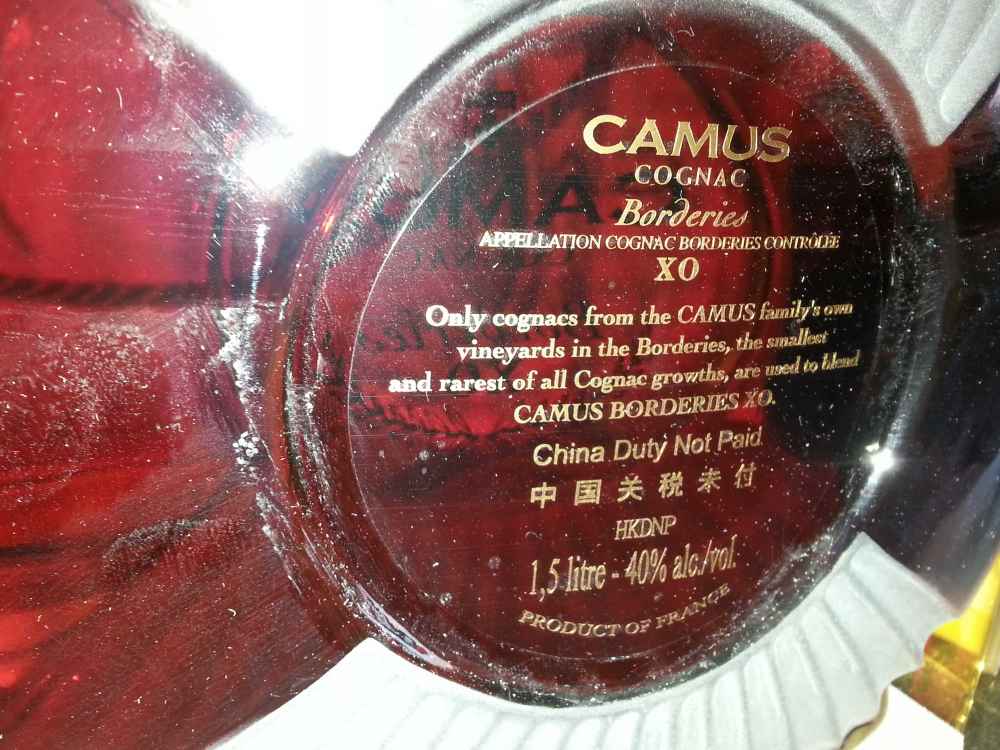 CAMUS
COGNAC
Borderies
APPELLATION COGNAC BORDERIES CONTRÔLÉE
XO
Only cognacs from the CAMUS family's own
vineyards in the Borderies, the smallest
and rarest of all Cognac growths, are used to blend
CAMUS BORDERIES XO.
China Duty Not Paid
中国关税未付
HKDNP
1,5 litre - 40% alc./vol.
PRODUCT OF FRANCE